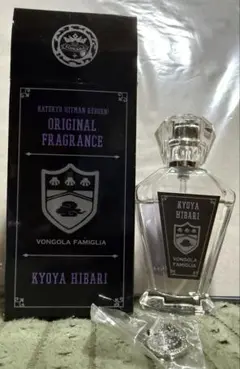 KATEKYO HITMAN REBORN!
ORIGINAL
FRAGRANCE
VONGOLA FAMIGLIA
KYOYA HIBARI
KYOYA
HIBARI
VONGOLA
FAMIGLIA